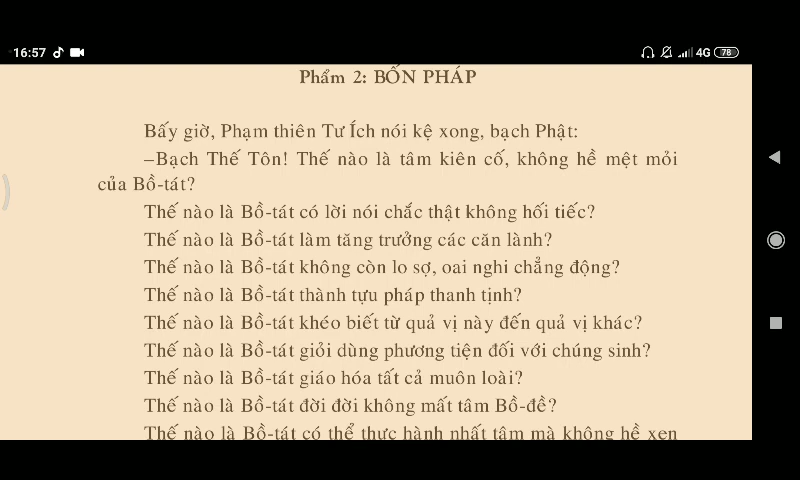 16:57
4G 78
Phẩm 2: BỐN PHÁP
Bấy giờ, Phạm thiên Tư Ích nói kệ xong, bạch Phật:
–Bạch Thế Tôn! Thế nào là tâm kiên cố, không hề mệt mỏi
của Bồ-tát?
Thế nào là Bồ-tát có lời nói chắc thật không hối tiếc?
Thế nào là Bồ-tát làm tăng trưởng các căn lành?
Thế nào là Bồ-tát không còn lo sợ, oai nghi chẳng động?
Thế nào là Bồ-tát thành tựu pháp thanh tịnh?
Thế nào là Bồ-tát khéo biết từ quả vị này đến quả vị khác?
Thế nào là Bồ-tát giỏi dùng phương tiện đối với chúng sinh?
Thế nào là Bồ-tát giáo hóa tất cả muôn loài?
Thế nào là Bồ-tát đời đời không mất tâm Bồ-đề?
Thế nào là Bồ-tát có thể thực hành nhất tâm mà không hề xen